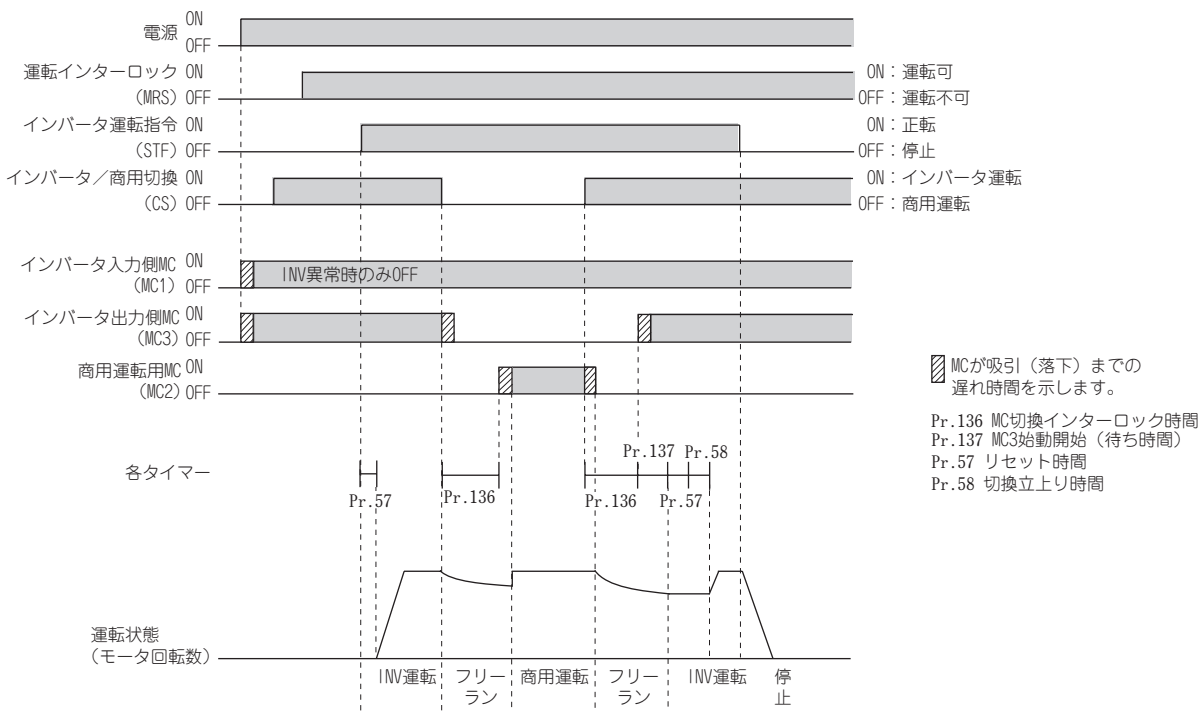 電源 ON
OFF
運転インターロック ON
(MRS) OFF
ON：運転可
OFF：運転不可
インバータ運転指令 ON
(STF) OFF
ON：正転
OFF：停止
インバータ／商用切換 ON
(CS) OFF
ON：インバータ運転
OFF：商用運転
インバータ入力側MC ON
(MC1) OFF
INV異常時のみOFF
インバータ出力側MC ON
(MC3) OFF
商用運転用MC ON
(MC2) OFF
MCが吸引（落下）までの
遅れ時間を示します。
Pr.136 MC切換インターロック時間
Pr.137 MC3始動開始（待ち時間）
Pr.57 リセット時間
Pr.58 切換立上り時間
各タイマー
Pr.137 Pr.58
Pr.57
Pr.136
Pr.136
Pr.57
運転状態
（モータ回転数）
INV運転
フリー
ラン
商用運転
フリー
ラン
INV運転
停
止